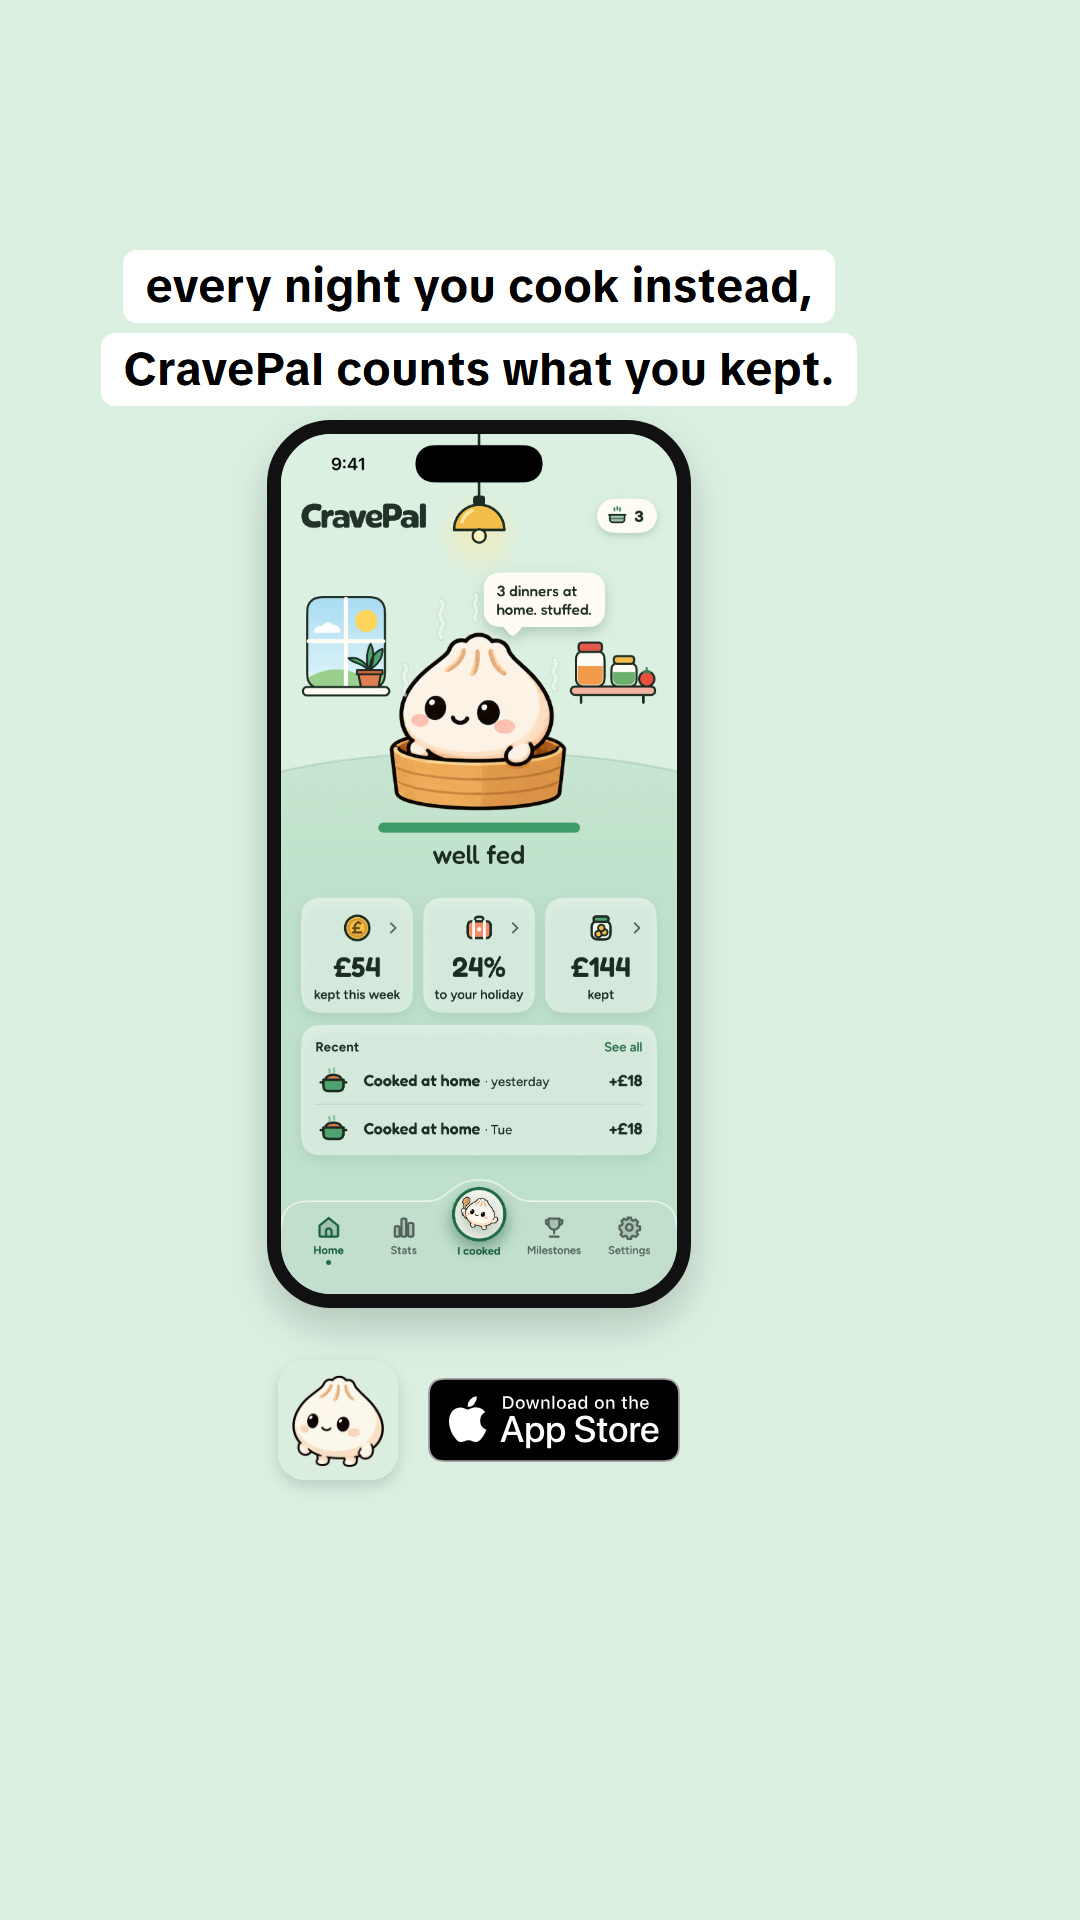 every night you cook instead,
CravePal counts what you kept.
9:41
CravePal
3
3 dinners at
home. stuffed.
well fed
£
£54
kept this week
24%
to your holiday
£144
kept
Recent
See all
Cooked at home · yesterday
+£18
Cooked at home · Tue
+£18
Home
Stats
I cooked
Milestones
Settings
Download on the
App Store